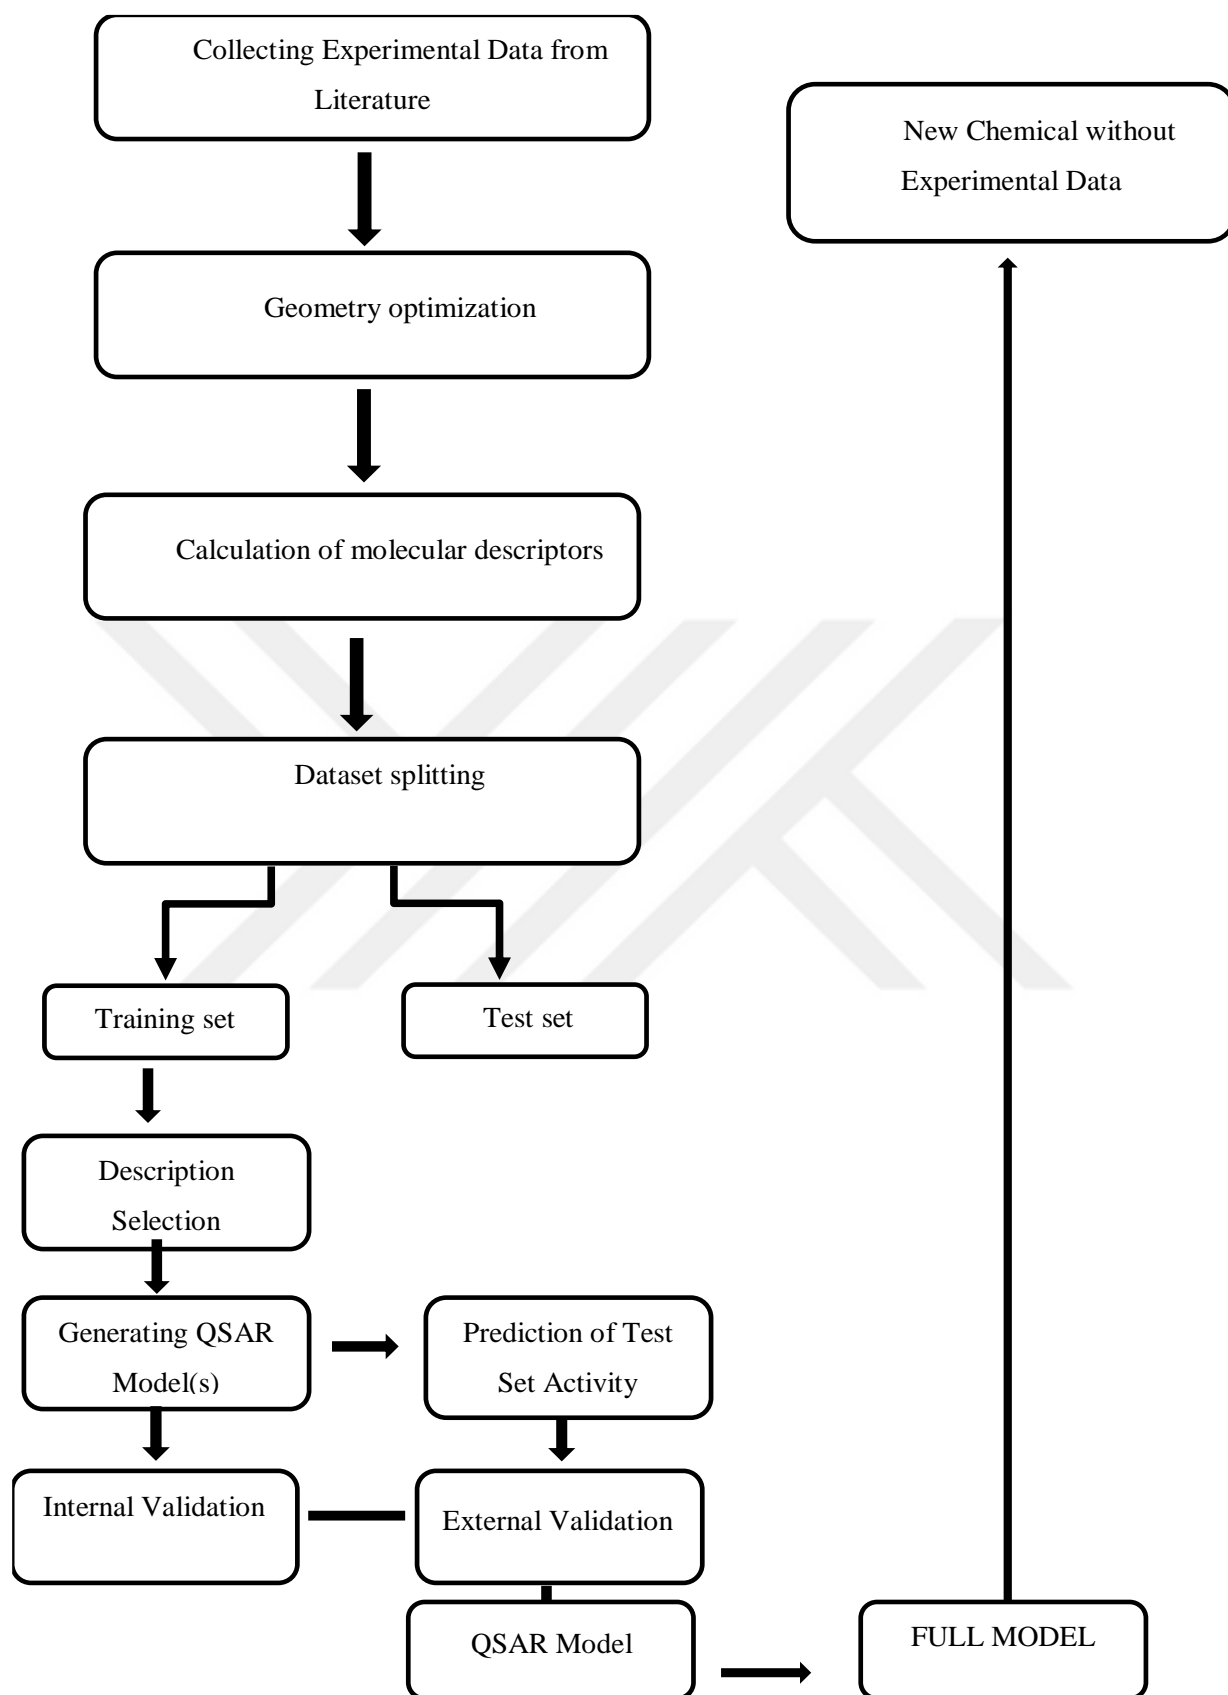 Collecting Experimental Data from
Literature
New Chemical without
Experimental Data
Geometry optimization
Calculation of molecular descriptors
Dataset splitting
Training set
Test set
Description
Selection
Generating QSAR
Model(s)
Prediction of Test
Set Activity
Internal Validation
External Validation
QSAR Model
FULL MODEL